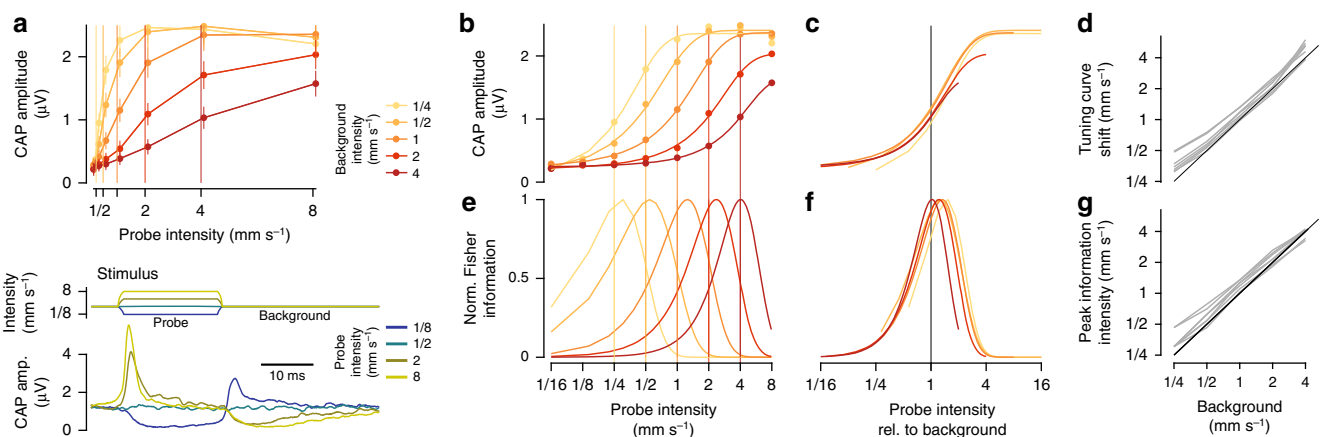 a
CAP amplitude
(μV)
2
1
0
1/2
2
4
8
Probe intensity (mm s⁻¹)
Background
intensity
(mm s⁻¹)
1/4
1/2
1
2
4
Stimulus
Intensity
(mm s⁻¹)
8
1/8
Probe
Background
CAP amp.
(μV)
4
2
0
10 ms
Probe
intensity
(mm s⁻¹)
1/8
1/2
2
8
b
CAP amplitude
(μV)
2
1
0
c
d
Tuning curve
shift (mm s⁻¹)
4
1
1/2
1/4
e
Norm. Fisher
information
1
0.5
0
1/16
1/8
1/4
1/2
1
2
4
8
Probe intensity
(mm s⁻¹)
f
1/16
1/4
1
4
16
Probe intensity
rel. to background
g
Peak information
intensity (mm s⁻¹)
4
1
1/2
1/4
1/4
1/2
1
2
4
Background
(mm s⁻¹)